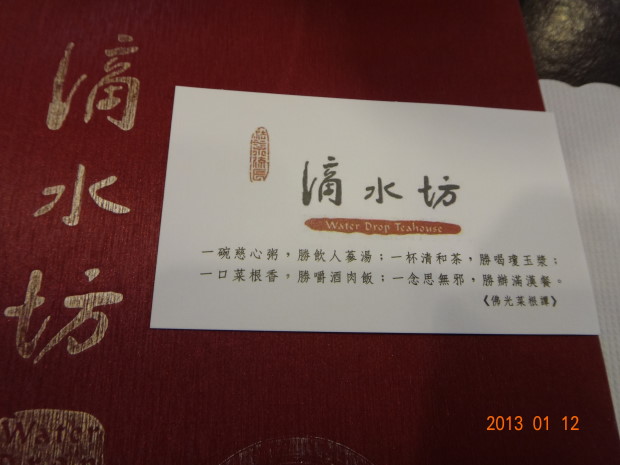 滴水坊
Water
滴水坊
Water Drop Teahouse
一碗慈心粥，勝飲人蔘湯；一杯清和茶，勝喝瓊玉漿；
一口菜根香，勝嚼酒肉飯；一念思無邪，勝辦滿漢餐。
《佛光菜根譚》
2013 01 12